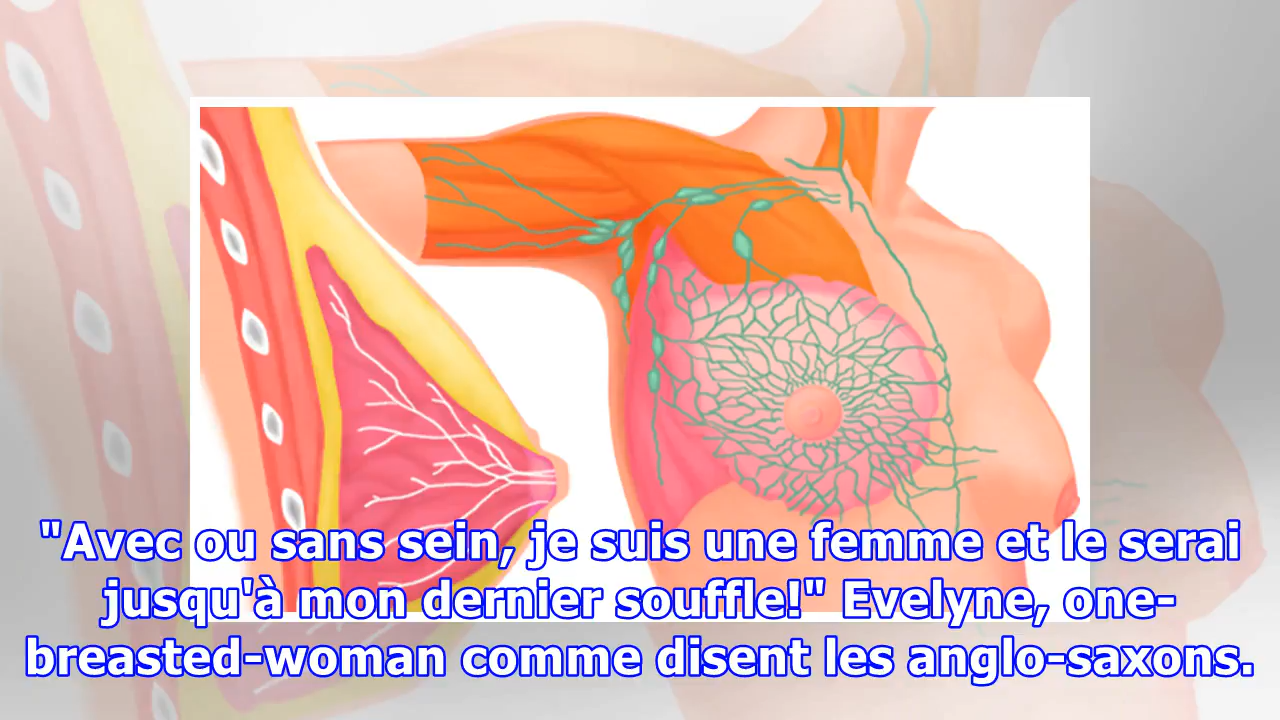 "Avec ou sans sein, je suis une femme et le serai
jusqu'à mon dernier souffle!" Evelyne, one-
breasted-woman comme disent les anglo-saxons.